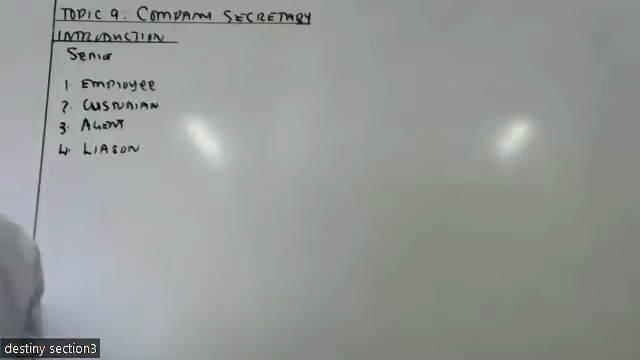 TOPIC 9. COMPANY SECRETARY
INTRODUCTION
Senior
1. EMPLOYEE
2. CUSTODIAN
3. AGENT
4. LIASON
destiny section3